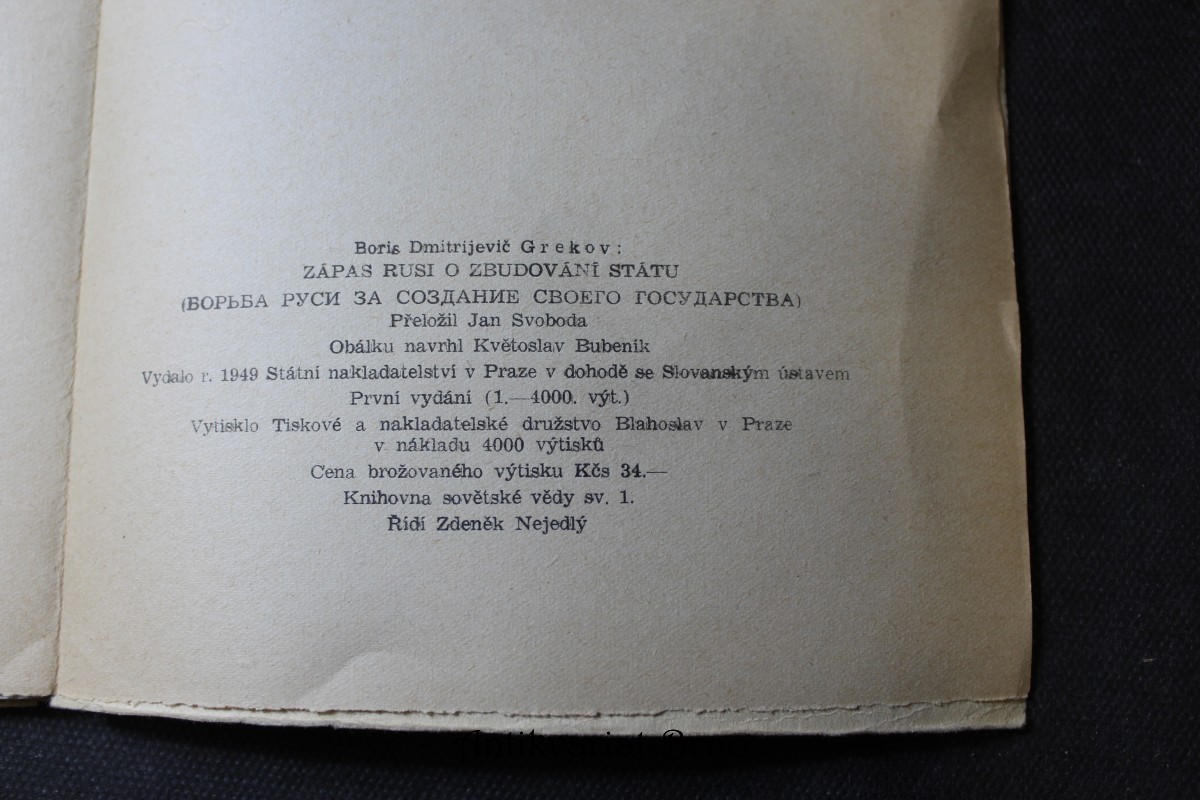 Boris Dmitrijevič Grekov:
ZÁPAS RUSI O ZBUDOVÁNÍ STÁTU
(БОРЬБА РУСИ ЗА СОЗДАНИЕ СВОЕГО ГОСУДАРСТВА)
Přeložil Jan Svoboda
Obálku navrhl Květoslav Bubeník
Vydalo r. 1949 Státní nakladatelství v Praze v dohodě se Slovanským ústavem
První vydání (1.—4000. výt.)
Vytisklo Tiskové a nakladatelské družstvo Blahoslav v Praze
v nákladu 4000 výtisků
Cena brožovaného výtisku Kčs 34.—
Knihovna sovětské vědy sv. 1.
Řídí Zdeněk Nejedlý